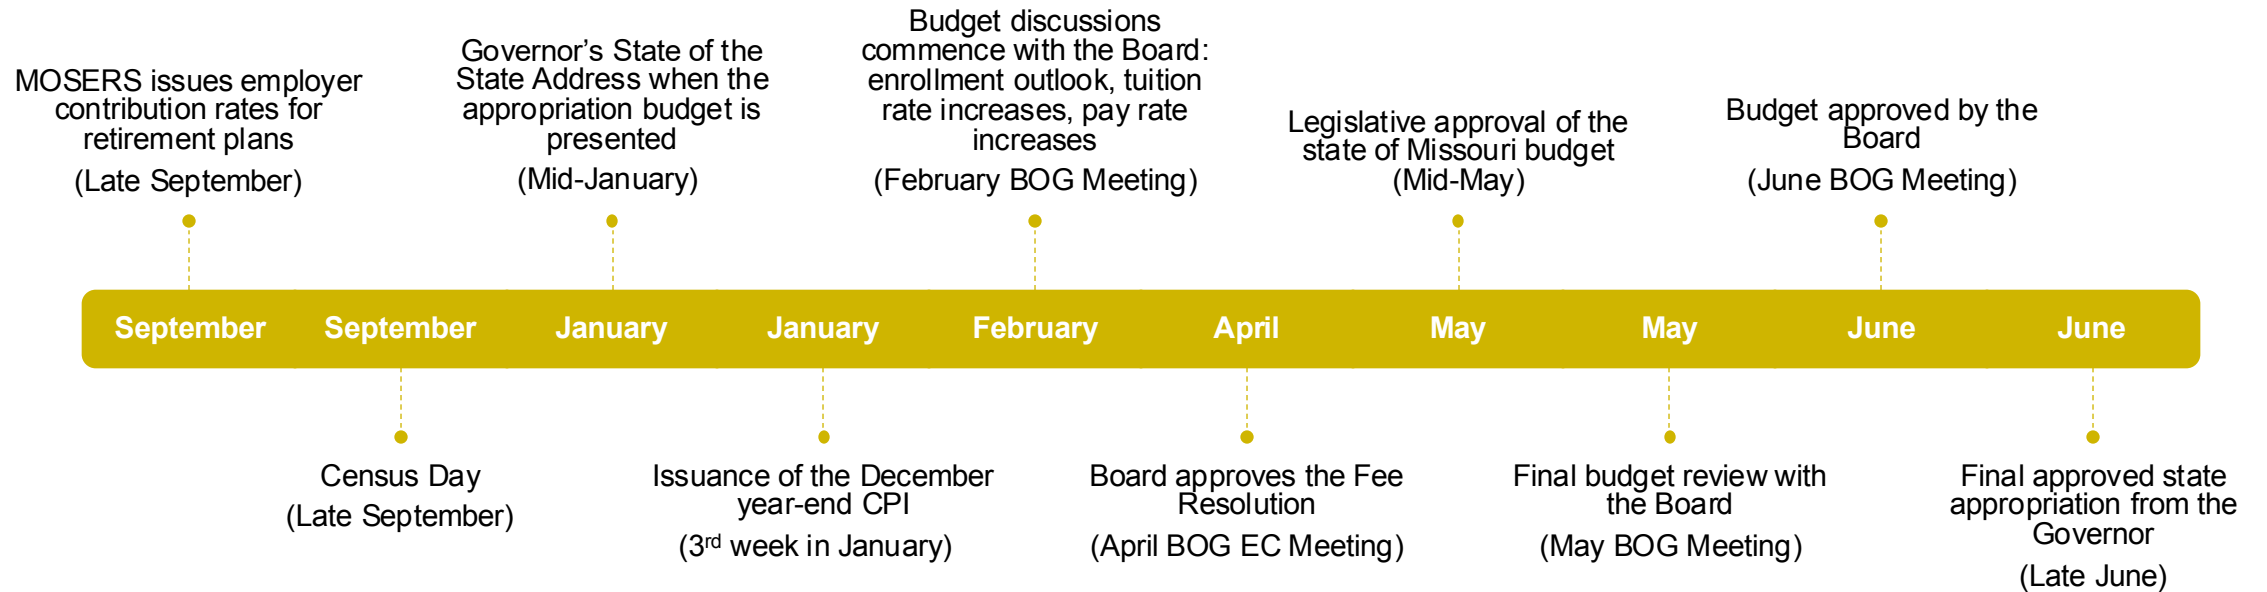 MOSERS issues employer
contribution rates for
retirement plans
(Late September)
Governor’s State of the
State Address when the
appropriation budget is
presented
(Mid-January)
Budget discussions
commence with the Board:
enrollment outlook, tuition
rate increases, pay rate
increases
(February BOG Meeting)
Legislative approval of the
state of Missouri budget
(Mid-May)
Budget approved by the
Board
(June BOG Meeting)
September
September
January
January
February
April
May
May
June
June
Census Day
(Late September)
Issuance of the December
year-end CPI
(3rd week in January)
Board approves the Fee
Resolution
(April BOG EC Meeting)
Final budget review with
the Board
(May BOG Meeting)
Final approved state
appropriation from the
Governor
(Late June)